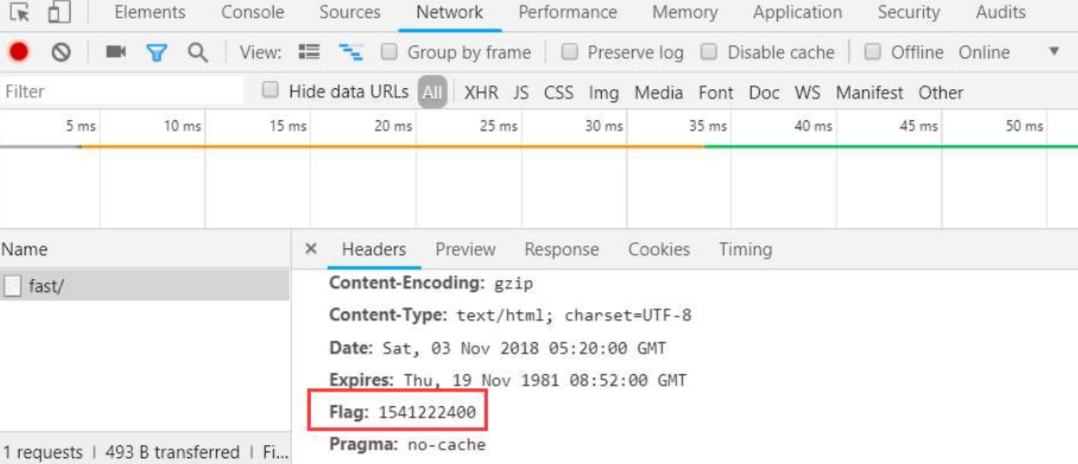 Elements Console Sources Network Performance Memory Application Security Audits
View: Group by frame Preserve log Disable cache Offline Online
Filter Hide data URLs All XHR JS CSS Img Media Font Doc WS Manifest Other
5 ms 10 ms 15 ms 20 ms 25 ms 30 ms 35 ms 40 ms 45 ms 50 ms
Name × Headers Preview Response Cookies Timing
fast/
Content-Encoding: gzip
Content-Type: text/html; charset=UTF-8
Date: Sat, 03 Nov 2018 05:20:00 GMT
Expires: Thu, 19 Nov 1981 08:52:00 GMT
Flag: 1541222400
Pragma: no-cache
1 requests | 493 B transferred | Fi...